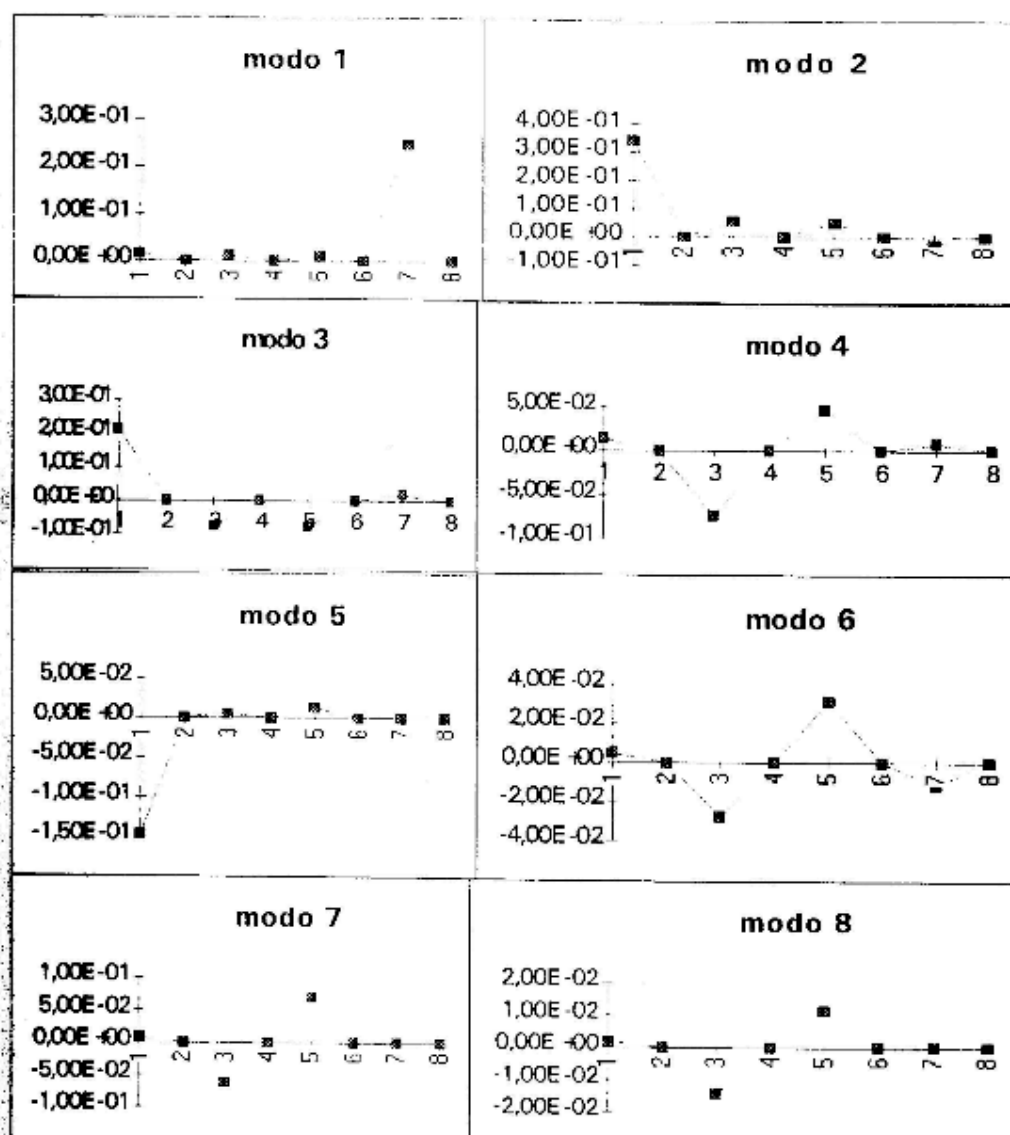 modo 1
3,00E-01
2,00E-01
1,00E-01
0,00E+00
1 2 3 4 5 6 7 8
modo 2
4,00E-01
3,00E-01
2,00E-01
1,00E-01
0,00E+00
-1,00E-01
1 2 3 4 5 6 7 8
modo 3
3,00E-01
2,00E-01
1,00E-01
0,00E+00
-1,00E-01
1 2 3 4 5 6 7 8
modo 4
5,00E-02
0,00E+00
-5,00E-02
-1,00E-01
1 2 3 4 5 6 7 8
modo 5
5,00E-02
0,00E+00
-5,00E-02
-1,00E-01
-1,50E-01
1 2 3 4 5 6 7 8
modo 6
4,00E-02
2,00E-02
0,00E+00
-2,00E-02
-4,00E-02
1 2 3 4 5 6 7 8
modo 7
1,00E-01
5,00E-02
0,00E+00
-5,00E-02
-1,00E-01
1 2 3 4 5 6 7 8
modo 8
2,00E-02
1,00E-02
0,00E+00
-1,00E-02
-2,00E-02
1 2 3 4 5 6 7 8